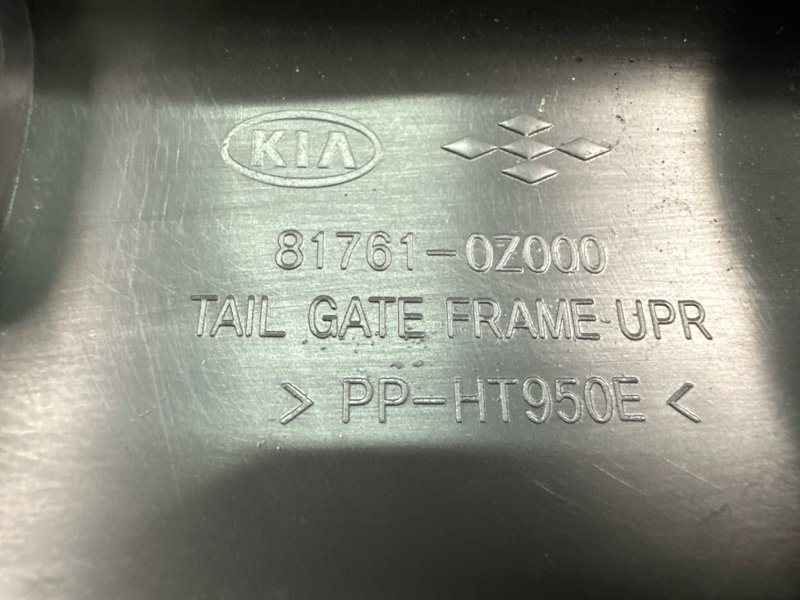 KIA
81761-0Z000
TAIL GATE FRAME-UPR
> PP-HT950E <